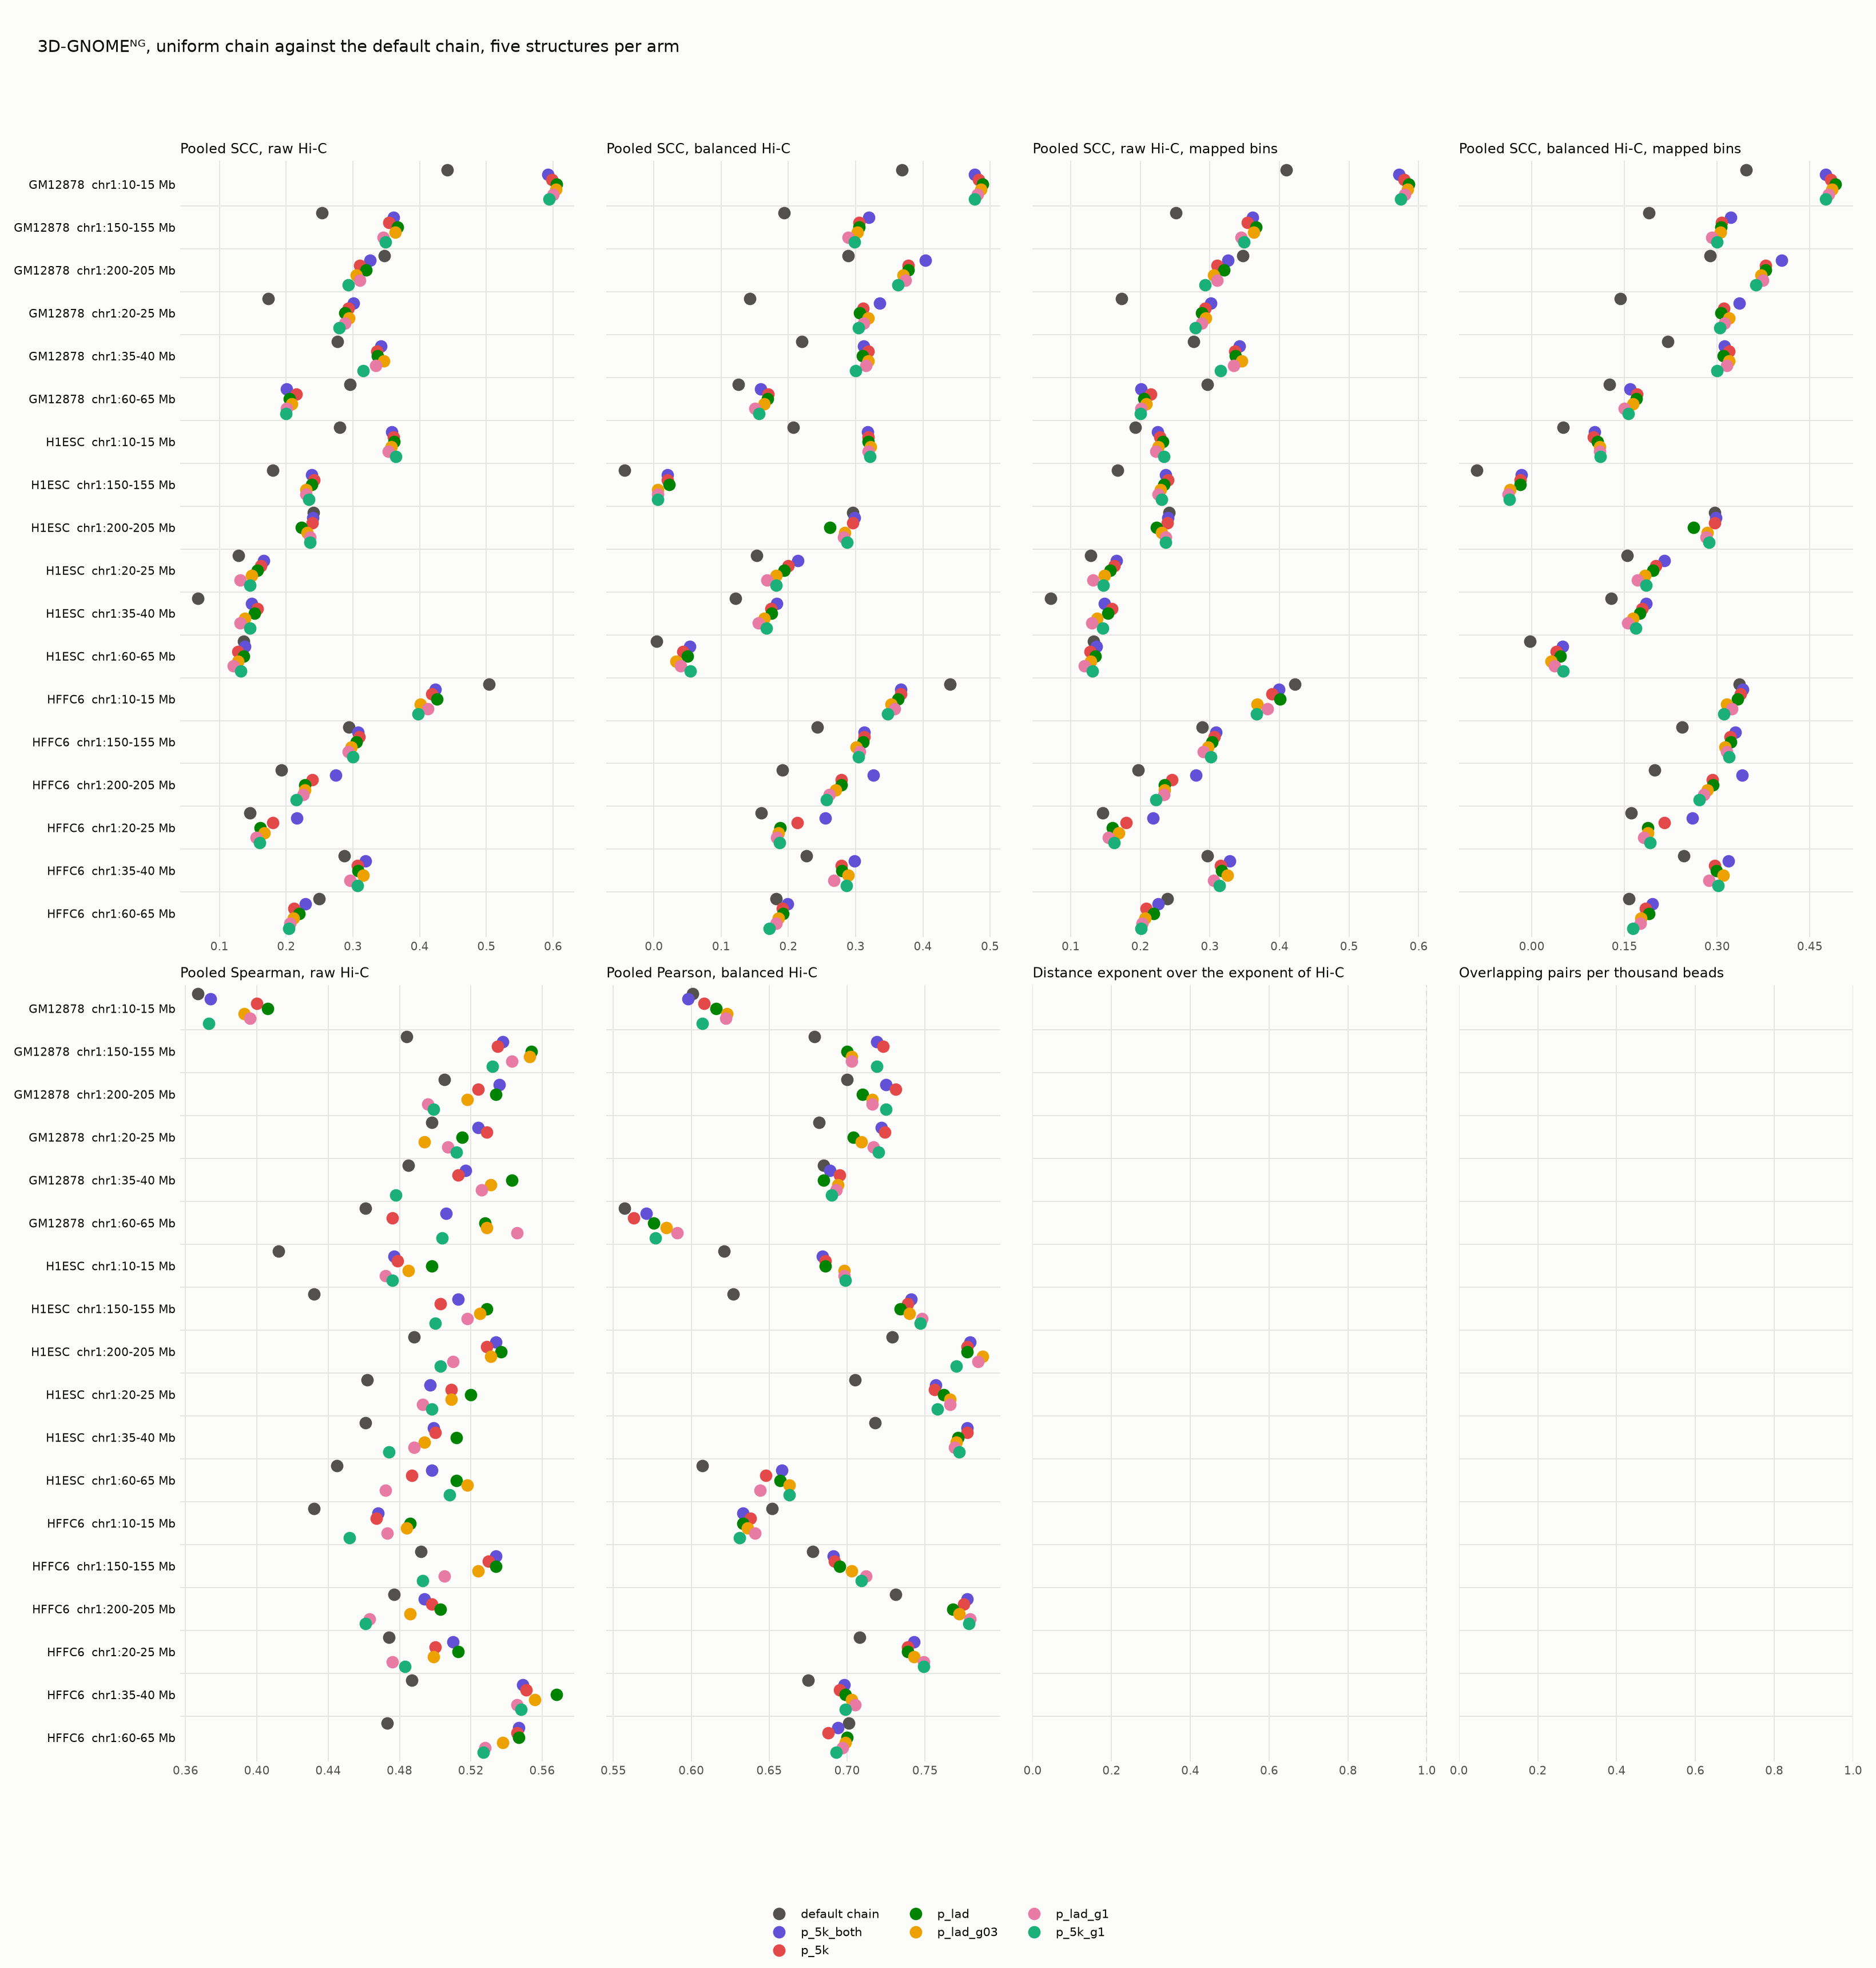 3D-GNOMEᴺᴳ, uniform chain against the default chain, five structures per arm
Pooled SCC, raw Hi-C
Pooled SCC, balanced Hi-C
Pooled SCC, raw Hi-C, mapped bins
Pooled SCC, balanced Hi-C, mapped bins
GM12878 chr1:10-15 Mb
GM12878 chr1:150-155 Mb
GM12878 chr1:200-205 Mb
GM12878 chr1:20-25 Mb
GM12878 chr1:35-40 Mb
GM12878 chr1:60-65 Mb
H1ESC chr1:10-15 Mb
H1ESC chr1:150-155 Mb
H1ESC chr1:200-205 Mb
H1ESC chr1:20-25 Mb
H1ESC chr1:35-40 Mb
H1ESC chr1:60-65 Mb
HFFC6 chr1:10-15 Mb
HFFC6 chr1:150-155 Mb
HFFC6 chr1:200-205 Mb
HFFC6 chr1:20-25 Mb
HFFC6 chr1:35-40 Mb
HFFC6 chr1:60-65 Mb
0.1 0.2 0.3 0.4 0.5 0.6
0.0 0.1 0.2 0.3 0.4 0.5
0.1 0.2 0.3 0.4 0.5 0.6
0.00 0.15 0.30 0.45
Pooled Spearman, raw Hi-C
Pooled Pearson, balanced Hi-C
Distance exponent over the exponent of Hi-C
Overlapping pairs per thousand beads
GM12878 chr1:10-15 Mb
GM12878 chr1:150-155 Mb
GM12878 chr1:200-205 Mb
GM12878 chr1:20-25 Mb
GM12878 chr1:35-40 Mb
GM12878 chr1:60-65 Mb
H1ESC chr1:10-15 Mb
H1ESC chr1:150-155 Mb
H1ESC chr1:200-205 Mb
H1ESC chr1:20-25 Mb
H1ESC chr1:35-40 Mb
H1ESC chr1:60-65 Mb
HFFC6 chr1:10-15 Mb
HFFC6 chr1:150-155 Mb
HFFC6 chr1:200-205 Mb
HFFC6 chr1:20-25 Mb
HFFC6 chr1:35-40 Mb
HFFC6 chr1:60-65 Mb
0.36 0.40 0.44 0.48 0.52 0.56
0.55 0.60 0.65 0.70 0.75
0.0 0.2 0.4 0.6 0.8 1.0
0.0 0.2 0.4 0.6 0.8 1.0
default chain
p_5k_both
p_5k
p_lad
p_lad_g03
p_lad_g1
p_5k_g1